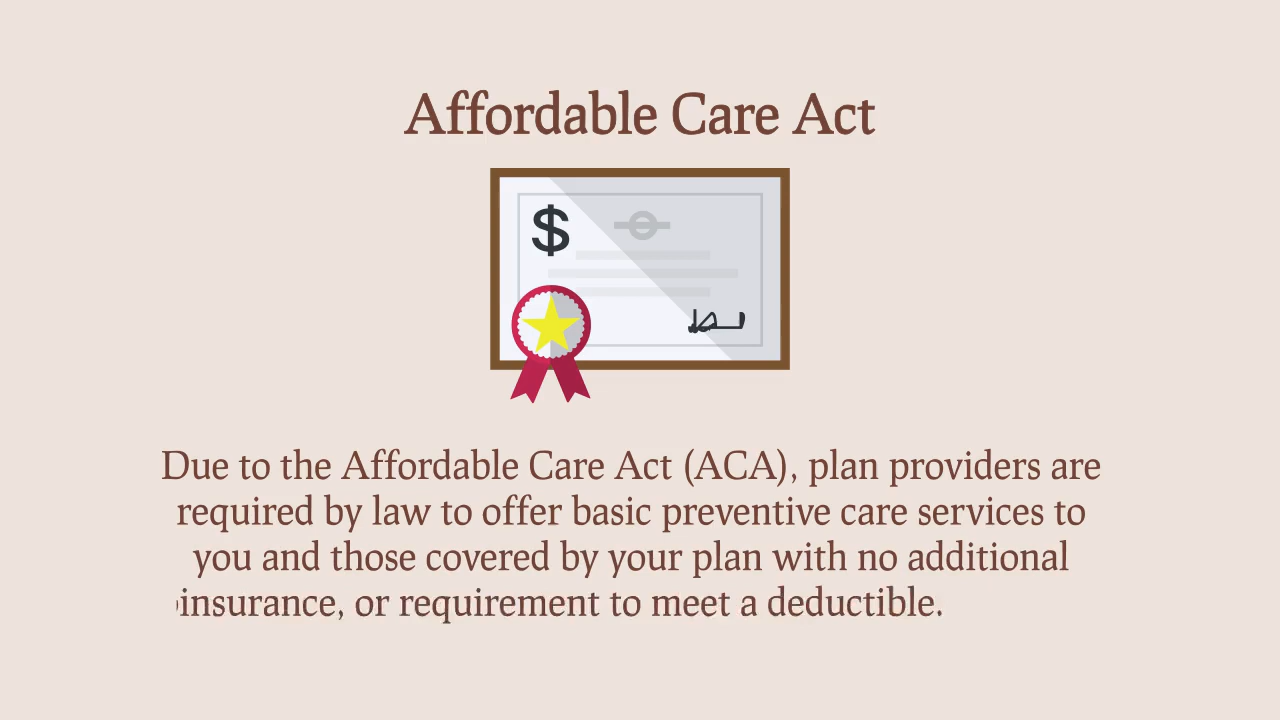 Affordable Care Act
$
Due to the Affordable Care Act (ACA), plan providers are
required by law to offer basic preventive care services to
you and those covered by your plan with no additional
insurance, or requirement to meet a deductible.